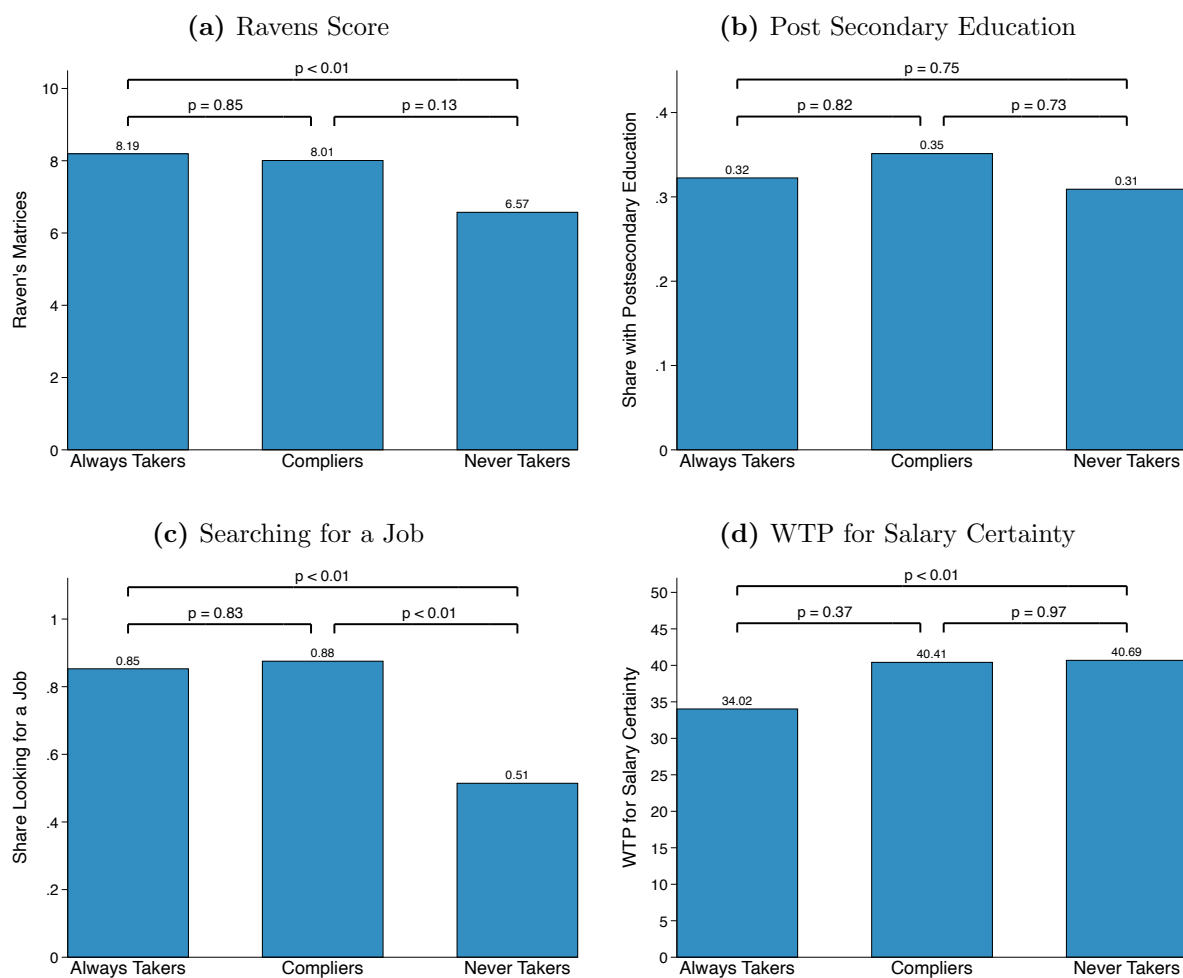 (a) Ravens Score
p < 0.01
p = 0.85
p = 0.13
10
8
6
4
2
0
Raven's Matrices
8.19
8.01
6.57
Always Takers
Compliers
Never Takers
(b) Post Secondary Education
p = 0.75
p = 0.82
p = 0.73
.4
.3
.2
.1
0
Share with Postsecondary Education
0.32
0.35
0.31
Always Takers
Compliers
Never Takers
(c) Searching for a Job
p < 0.01
p = 0.83
p < 0.01
1
.8
.6
.4
.2
0
Share Looking for a Job
0.85
0.88
0.51
Always Takers
Compliers
Never Takers
(d) WTP for Salary Certainty
p < 0.01
p = 0.37
p = 0.97
50
45
40
35
30
25
20
15
10
5
0
WTP for Salary Certainty
34.02
40.41
40.69
Always Takers
Compliers
Never Takers